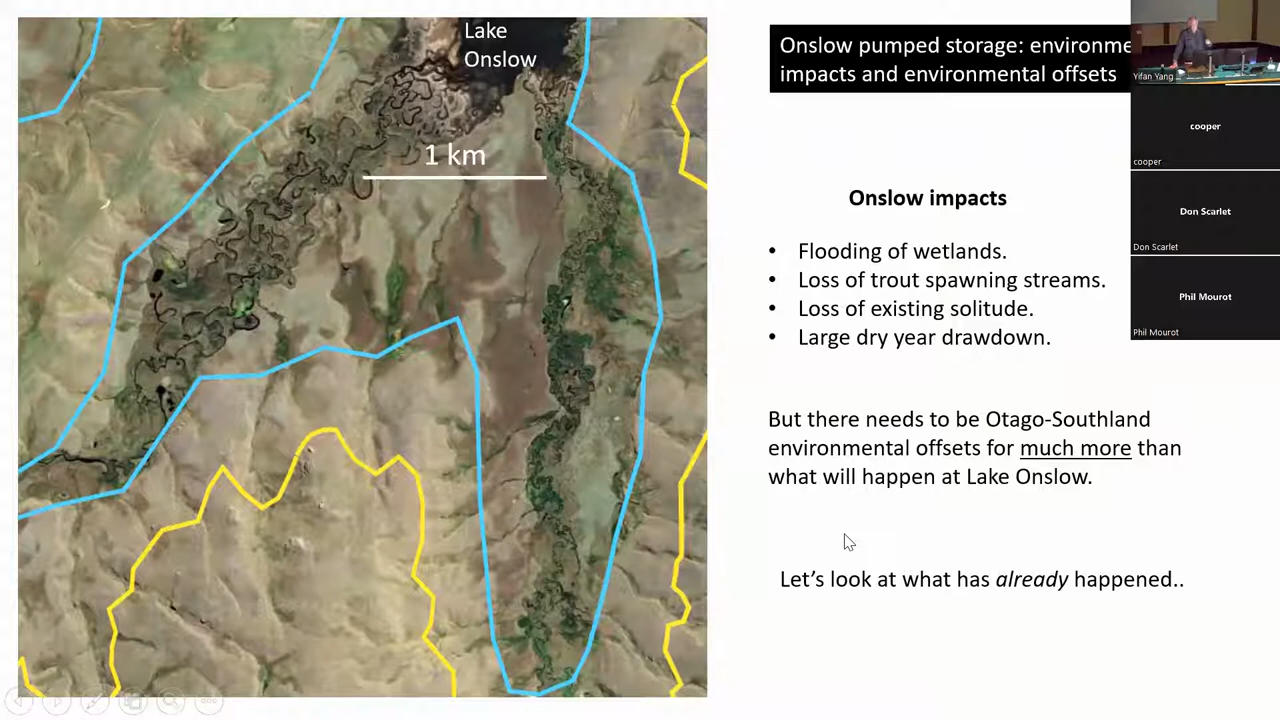 Lake
Onslow
1 km
Onslow pumped storage: environme
impacts and environmental offsets
Onslow impacts
• Flooding of wetlands.
• Loss of trout spawning streams.
• Loss of existing solitude.
• Large dry year drawdown.
But there needs to be Otago-Southland
environmental offsets for much more than
what will happen at Lake Onslow.
Let’s look at what has already happened..
Yifan Yang
cooper
cooper
Don Scarlet
Don Scarlet
Phil Mourot
Phil Mourot